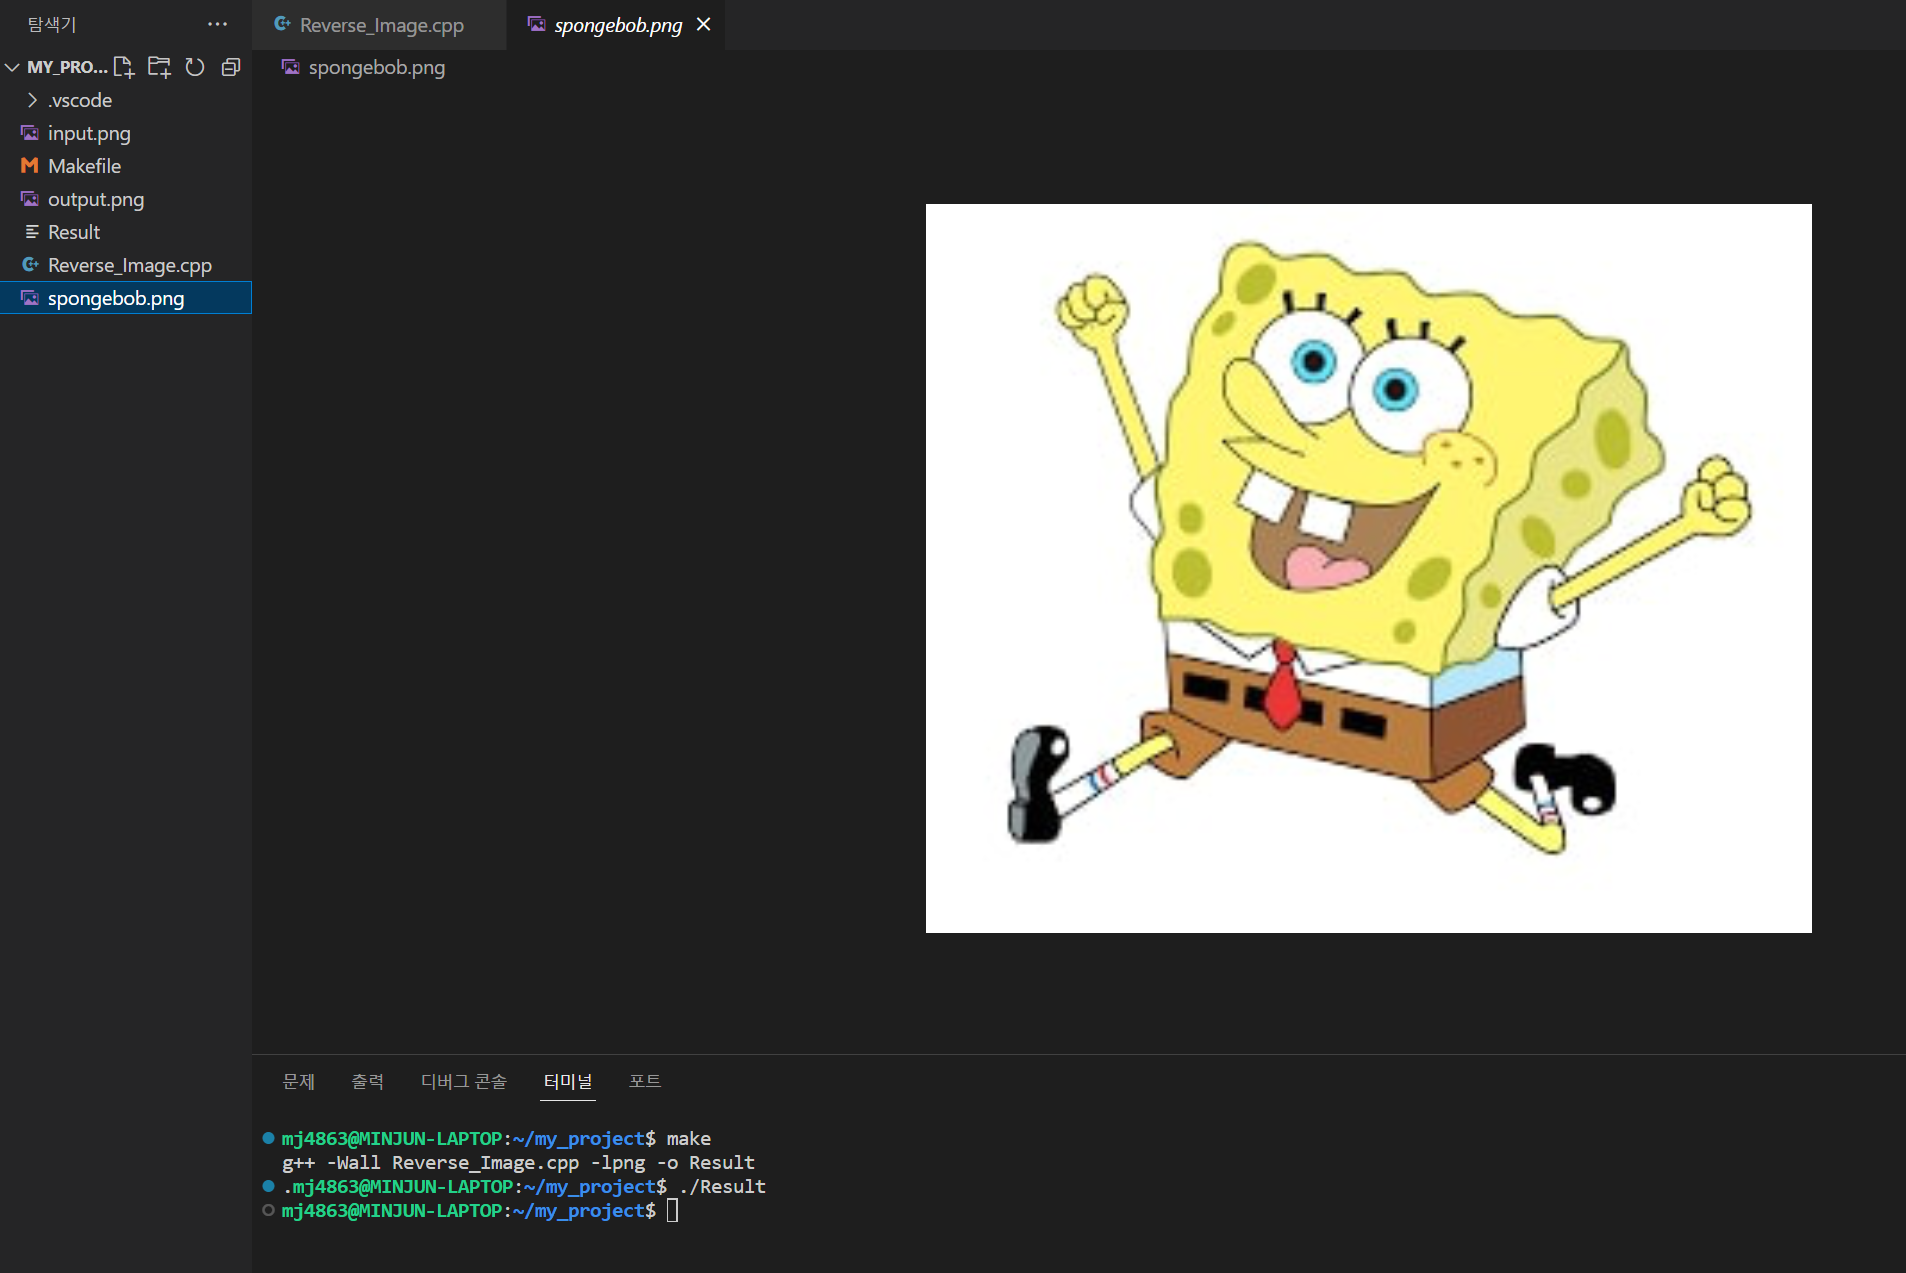 탐색기 ···
MY_PRO...
.vscode
input.png
Makefile
output.png
Result
Reverse_Image.cpp
spongebob.png
Reverse_Image.cpp
spongebob.png
spongebob.png
문제 출력 디버그 콘솔 터미널 포트
mj4863@MINJUN-LAPTOP:~/my_project$ make
g++ -Wall Reverse_Image.cpp -lpng -o Result
.mj4863@MINJUN-LAPTOP:~/my_project$ ./Result
mj4863@MINJUN-LAPTOP:~/my_project$